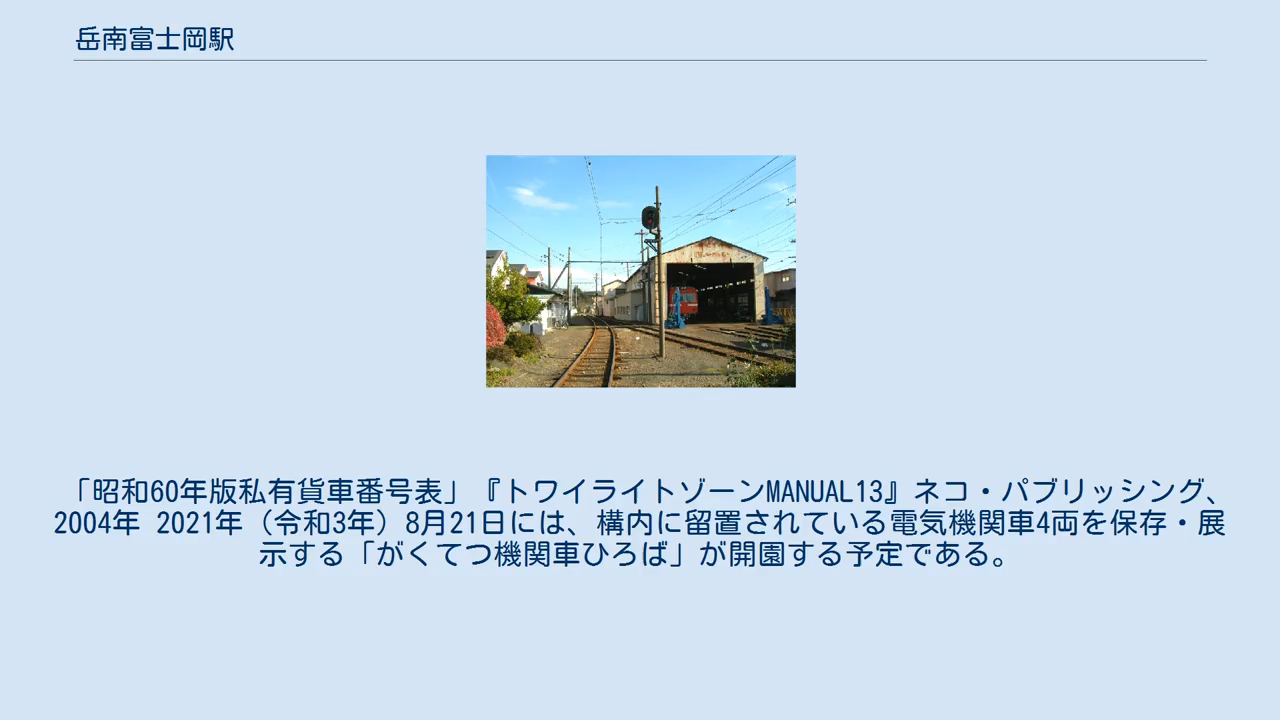 岳南富士岡駅
「昭和60年版私有貨車番号表」『トワイライトゾーンMANUAL13』ネコ・パブリッシング、
2004年 2021年（令和3年）8月21日には、構内に留置されている電気機関車4両を保存・展
示する「がくてつ機関車ひろば」が開園する予定である。